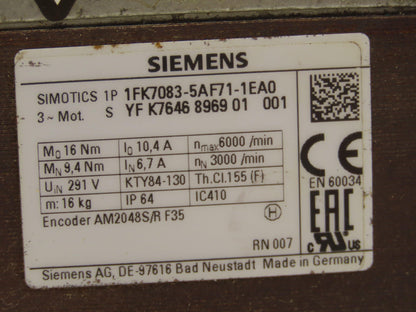 SIEMENS
SIMOTICS 1P 1FK7083-5AF71-1EA0
3~ Mot. S YF K7646 8969 01 001
M0 16 Nm I0 10,4 A nmax6000 /min
MN 9,4 Nm IN 6,7 A nN 3000 /min
UIN 291 V KTY84-130 Th.Cl.155 (F)
m: 16 kg IP 64 IC410
Encoder AM2048S/R F35 H
CE
EN 60034
EAC
c UR us
RN 007
Siemens AG, DE-97616 Bad Neustadt Made in Germany